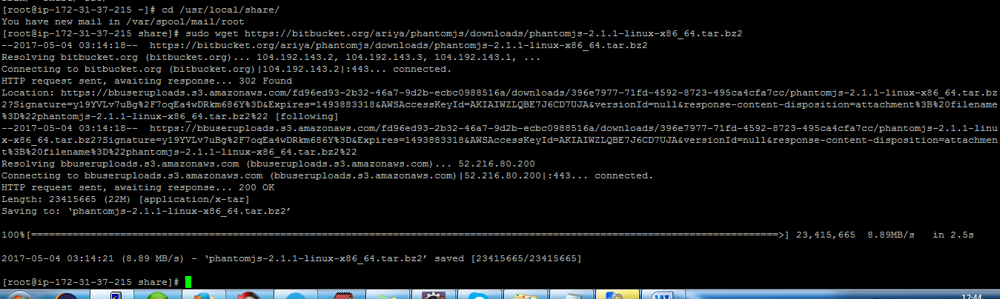 [root@ip-172-31-37-215 ~]# cd /usr/local/share/
You have new mail in /var/spool/mail/root
[root@ip-172-31-37-215 share]# sudo wget https://bitbucket.org/ariya/phantomjs/downloads/phantomjs-2.1.1-linux-x86_64.tar.bz2
--2017-05-04 03:14:18--  https://bitbucket.org/ariya/phantomjs/downloads/phantomjs-2.1.1-linux-x86_64.tar.bz2
Resolving bitbucket.org (bitbucket.org)... 104.192.143.2, 104.192.143.3, 104.192.143.1, ...
Connecting to bitbucket.org (bitbucket.org)|104.192.143.2|:443... connected.
HTTP request sent, awaiting response... 302 Found
Location: https://bbuseruploads.s3.amazonaws.com/fd96ed93-2b32-46a7-9d2b-ecbc0988516a/downloads/396e7977-71fd-4592-8723-495ca4cfa7cc/phantomjs-2.1.1-linux-x86_64.tar.bz
2?Signature=y19YVLv7uBg%2F7oqEa4wDRkm686Y%3D&Expires=1493883318&AWSAccessKeyId=AKIAIWZLQBE7J6CD7UJA&versionId=null&response-content-disposition=attachment%3B%20filename
%3D%22phantomjs-2.1.1-linux-x86_64.tar.bz2%22 [following]
--2017-05-04 03:14:18--  https://bbuseruploads.s3.amazonaws.com/fd96ed93-2b32-46a7-9d2b-ecbc0988516a/downloads/396e7977-71fd-4592-8723-495ca4cfa7cc/phantomjs-2.1.1-linu
x-x86_64.tar.bz2?Signature=y19YVLv7uBg%2F7oqEa4wDRkm686Y%3D&Expires=1493883318&AWSAccessKeyId=AKIAIWZLQBE7J6CD7UJA&versionId=null&response-content-disposition=attachmen
t%3B%20filename%3D%22phantomjs-2.1.1-linux-x86_64.tar.bz2%22
Resolving bbuseruploads.s3.amazonaws.com (bbuseruploads.s3.amazonaws.com)... 52.216.80.200
Connecting to bbuseruploads.s3.amazonaws.com (bbuseruploads.s3.amazonaws.com)|52.216.80.200|:443... connected.
HTTP request sent, awaiting response... 200 OK
Length: 23415665 (22M) [application/x-tar]
Saving to: ‘phantomjs-2.1.1-linux-x86_64.tar.bz2’
100%[=====================================================================================================>] 23,415,665  8.89MB/s   in 2.5s
2017-05-04 03:14:21 (8.89 MB/s) - ‘phantomjs-2.1.1-linux-x86_64.tar.bz2’ saved [23415665/23415665]
[root@ip-172-31-37-215 share]#
12:44